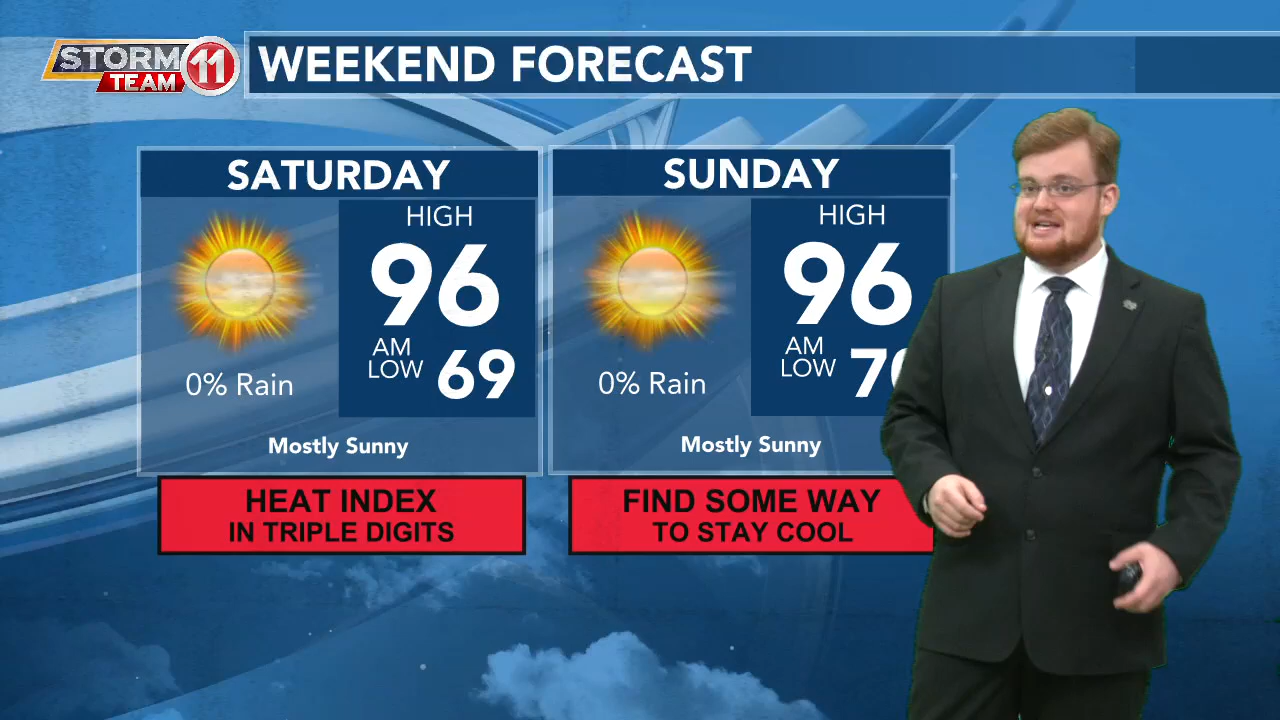 STORM
TEAM
11
WEEKEND FORECAST
SATURDAY
HIGH
96
AM
LOW
69
0% Rain
Mostly Sunny
HEAT INDEX
IN TRIPLE DIGITS
SUNDAY
HIGH
96
AM
LOW
70
0% Rain
Mostly Sunny
FIND SOME WAY
TO STAY COOL